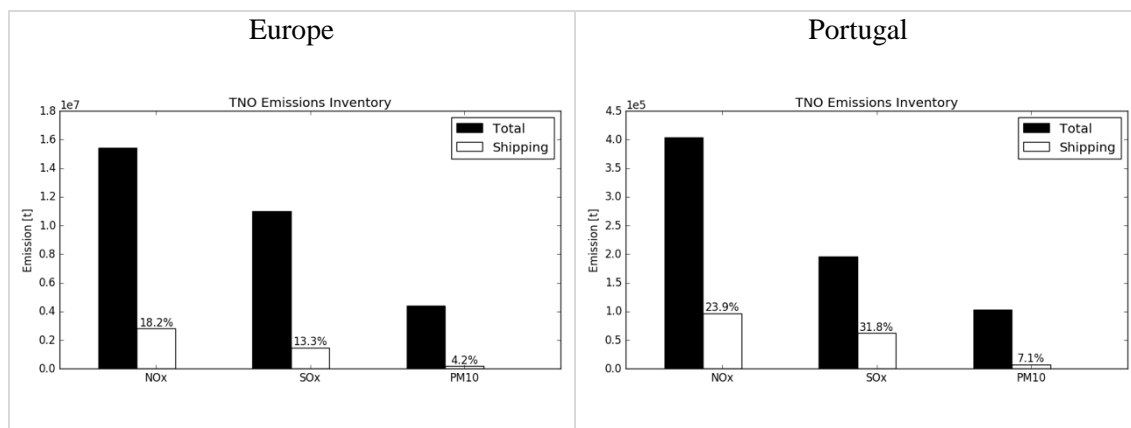 Europe
TNO Emissions Inventory
1e7
1.8
1.6
1.4
1.2
1.0
0.8
0.6
0.4
0.2
0.0
Emission [t]
Total
Shipping
18.2%
13.3%
4.2%
NOx SOx PM10
Portugal
TNO Emissions Inventory
1e5
4.5
4.0
3.5
3.0
2.5
2.0
1.5
1.0
0.5
0.0
Emission [t]
Total
Shipping
23.9%
31.8%
7.1%
NOx SOx PM10